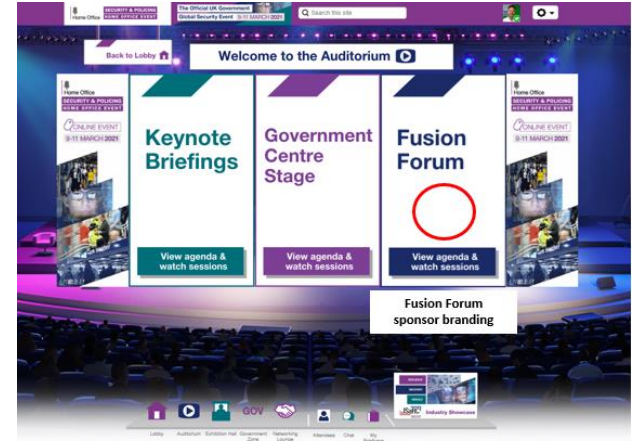 Home Office
SECURITY & POLICING
HOME OFFICE EVENT
The Official UK Government
Global Security Event 9-11 MARCH 2021
Search this site
Back to Lobby
Welcome to the Auditorium
Home Office
SECURITY & POLICING
HOME OFFICE EVENT
ONLINE EVENT
9-11 MARCH 2021
Keynote
Briefings
View agenda &
watch sessions
Government
Centre
Stage
View agenda &
watch sessions
Fusion
Forum
View agenda &
watch sessions
Home Office
SECURITY & POLICING
HOME OFFICE EVENT
ONLINE EVENT
9-11 MARCH 2021
Fusion Forum
sponsor branding
Industry Showcase
GOV
Lobby
Auditorium
Exhibition Hall
Government
Zone
Networking
Lounge
Attendees
Chat
My